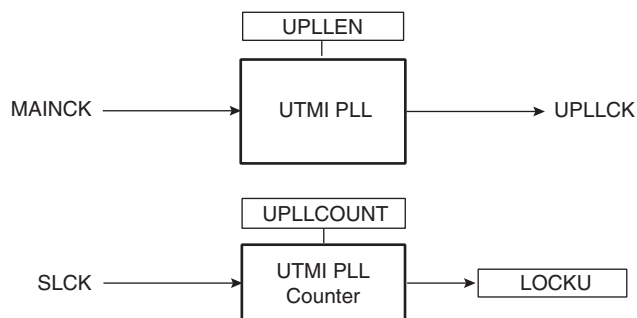 UPLLEN
MAINCK
UTMI PLL
UPLLCK
UPLLCOUNT
SLCK
UTMI PLL
Counter
LOCKU